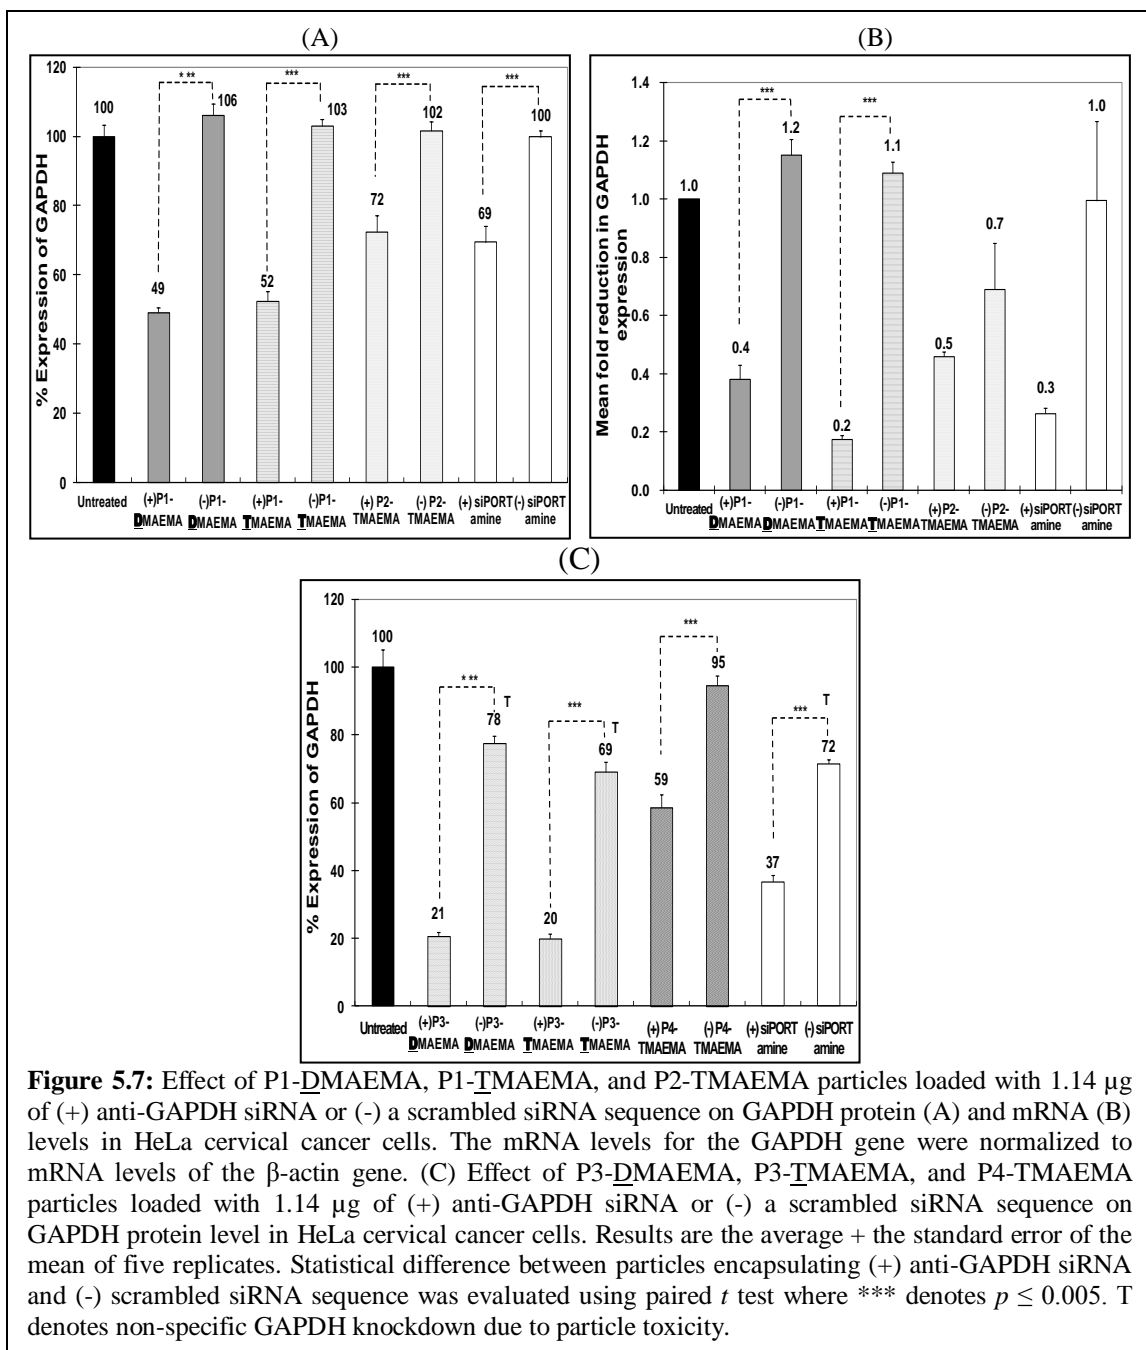 (A)
% Expression of GAPDH
120
100
80
60
40
20
0
100
49
* **
106
52
***
103
72
***
102
69
***
100
Untreated
(+)P1-
DMAEMA
(-)P1-
DMAEMA
(+)P1-
TMAEMA
(-)P1-
TMAEMA
(+) P2-
TMAEMA
(-) P2-
TMAEMA
(+) siPORT
amine
(-) siPORT
amine
(B)
Mean fold reduction in GAPDH
expression
1.4
1.2
1.0
0.8
0.6
0.4
0.2
0.0
1.0
0.4
***
1.2
0.2
***
1.1
0.5
0.7
0.3
1.0
Untreated
(+)P1-
DMAEMA
(-)P1-
DMAEMA
(+)P1-
TMAEMA
(-)P1-
TMAEMA
(+) P2-
TMAEMA
(-) P2-
TMAEMA
(+) siPORT
amine
(-) siPORT
amine
(C)
% Expression of GAPDH
120
100
80
60
40
20
0
100
21
* **
78
T
20
***
69
T
59
***
95
37
***
72
T
Untreated
(+)P3-
DMAEMA
(-)P3-
DMAEMA
(+)P3-
TMAEMA
(-)P3-
TMAEMA
(+) P4-
TMAEMA
(-) P4-
TMAEMA
(+) siPORT
amine
(-) siPORT
amine
Figure 5.7: Effect of P1-DMAEMA, P1-TMAEMA, and P2-TMAEMA particles loaded with 1.14 µg
of (+) anti-GAPDH siRNA or (-) a scrambled siRNA sequence on GAPDH protein (A) and mRNA (B)
levels in HeLa cervical cancer cells. The mRNA levels for the GAPDH gene were normalized to
mRNA levels of the β-actin gene. (C) Effect of P3-DMAEMA, P3-TMAEMA, and P4-TMAEMA
particles loaded with 1.14 µg of (+) anti-GAPDH siRNA or (-) a scrambled siRNA sequence on
GAPDH protein level in HeLa cervical cancer cells. Results are the average + the standard error of the
mean of five replicates. Statistical difference between particles encapsulating (+) anti-GAPDH siRNA
and (-) scrambled siRNA sequence was evaluated using paired t test where *** denotes p ≤ 0.005. T
denotes non-specific GAPDH knockdown due to particle toxicity.